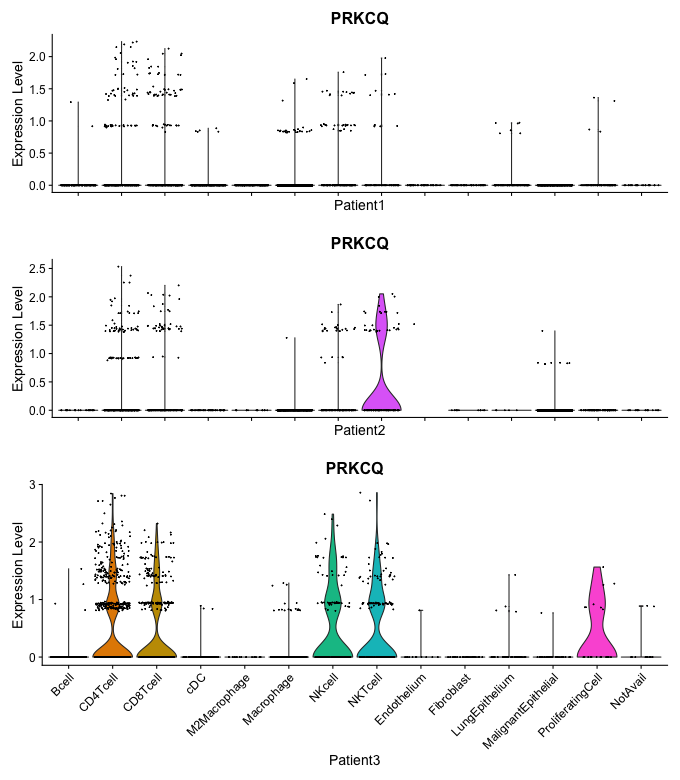 PRKCQ
Expression Level
2.0
1.5
1.0
0.5
0.0
Patient1
PRKCQ
Expression Level
2.5
2.0
1.5
1.0
0.5
0.0
Patient2
PRKCQ
Expression Level
3
2
1
0
Bcell
CD4Tcell
CD8Tcell
cDC
M2Macrophage
Macrophage
NKcell
NKTcell
Endothelium
Fibroblast
LungEpithelium
MalignantEpithelial
ProliferatingCell
NotAvail
Patient3